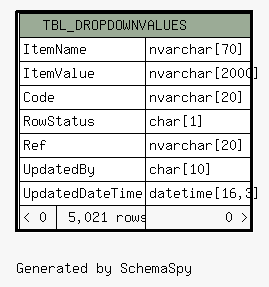 TBL_DROPDOWNVALUES
ItemName nvarchar[70]
ItemValue nvarchar[2000]
Code nvarchar[20]
RowStatus char[1]
Ref nvarchar[20]
UpdatedBy char[10]
UpdatedDateTime datetime[16,3]
< 0 5,021 rows 0 >
Generated by SchemaSpy